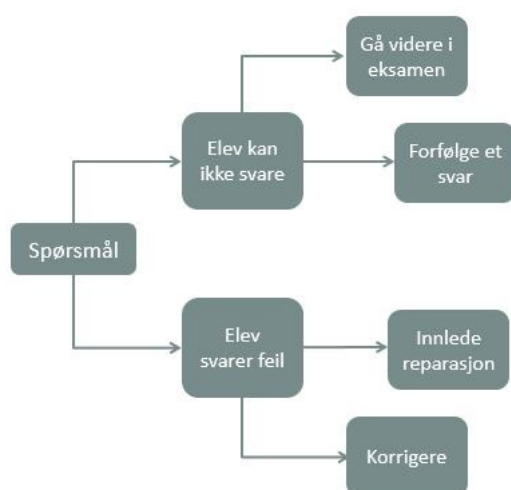 Gå videre i
eksamen
Elev kan
ikke svare
Forfølge et
svar
Spørsmål
Elev
svarer feil
Innlede
reparasjon
Korrigere